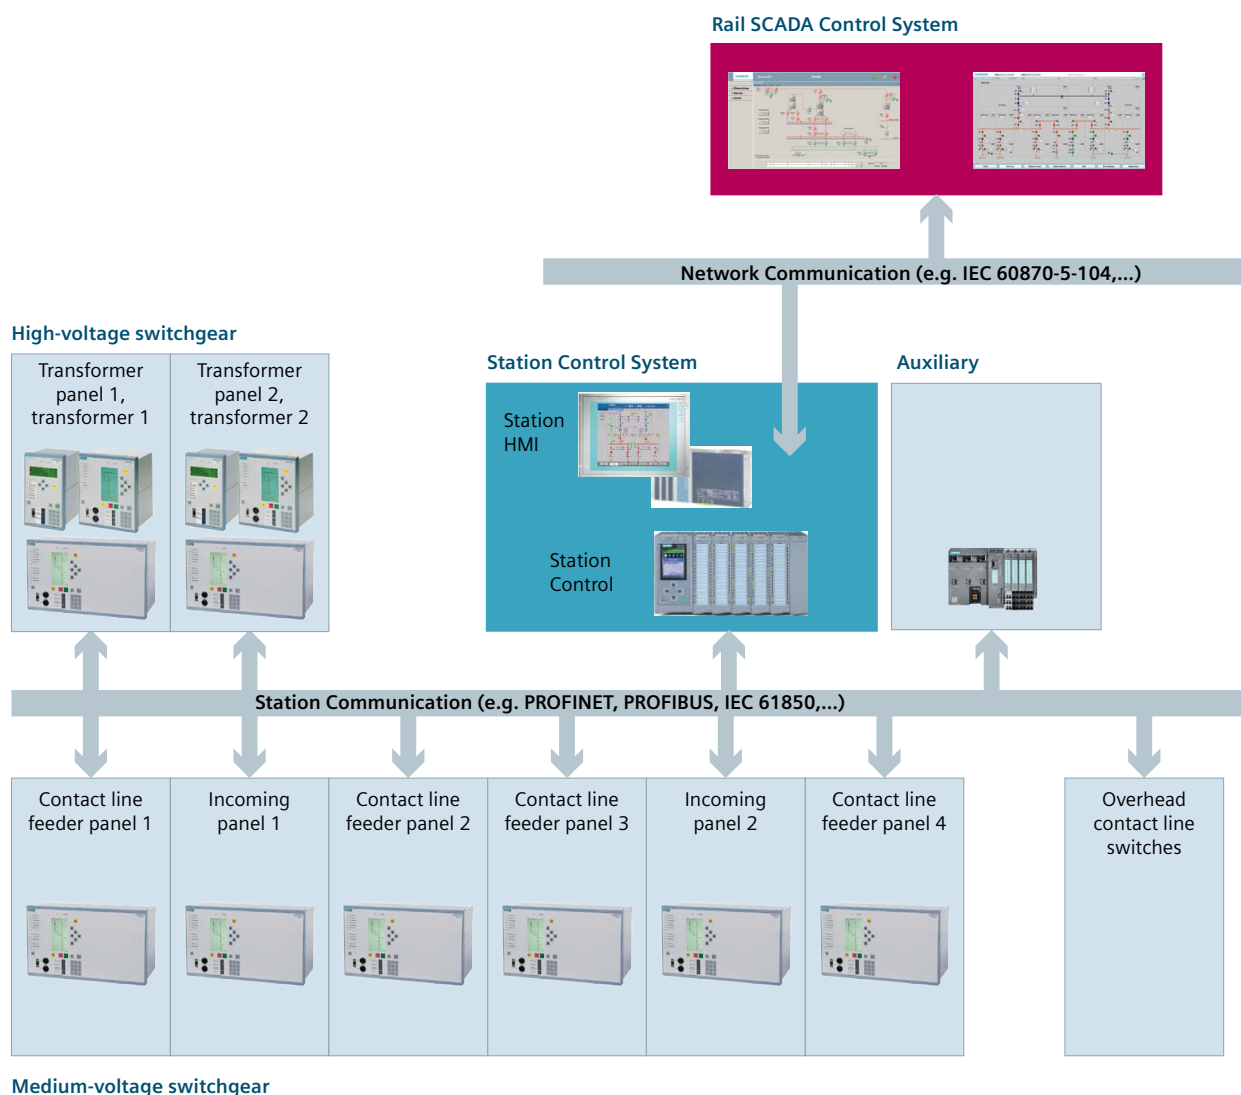 Rail SCADA Control System
Network Communication (e.g. IEC 60870-5-104,...)
High-voltage switchgear
Transformer
panel 1,
transformer 1
Transformer
panel 2,
transformer 2
Station Control System
Station
HMI
Station
Control
Auxiliary
Station Communication (e.g. PROFINET, PROFIBUS, IEC 61850,...)
Contact line
feeder panel 1
Incoming
panel 1
Contact line
feeder panel 2
Contact line
feeder panel 3
Incoming
panel 2
Contact line
feeder panel 4
Overhead
contact line
switches
Medium-voltage switchgear